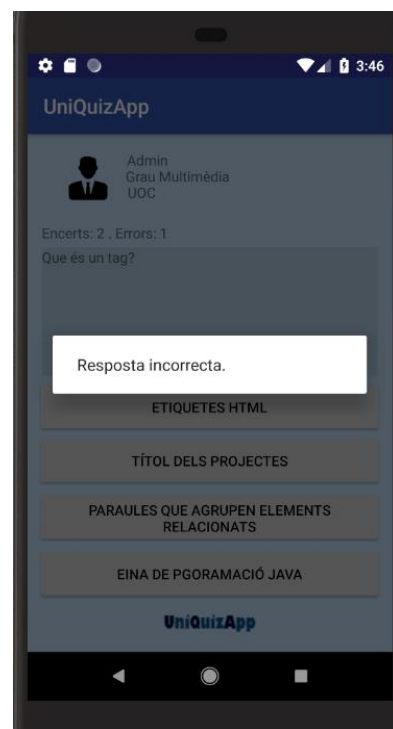 3:46
UniQuizApp
Admin
Grau Multimèdia
UOC
Encerts: 2 . Errors: 1
Que és un tag?
Resposta incorrecta.
ETIQUETES HTML
TÍTOL DELS PROJECTES
PARAULES QUE AGRUPEN ELEMENTS
RELACIONATS
EINA DE PGORAMACIÓ JAVA
UniQuizApp